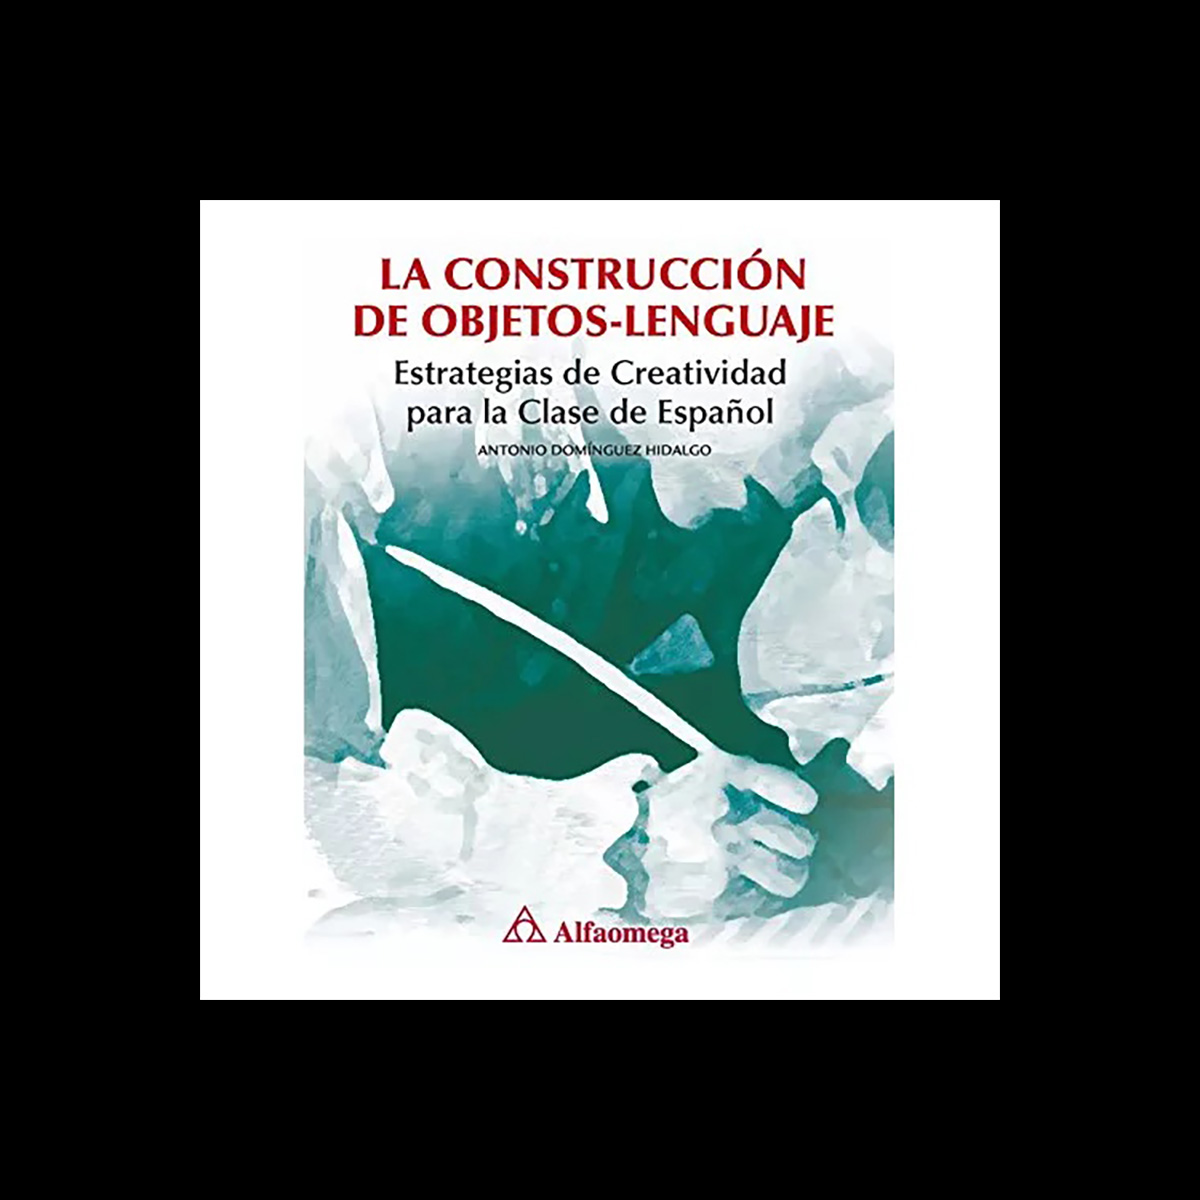 LA CONSTRUCCIÓN
DE OBJETOS-LENGUAJE
Estrategias de Creatividad
para la Clase de Español
ANTONIO DOMÍNGUEZ HIDALGO
Alfaomega